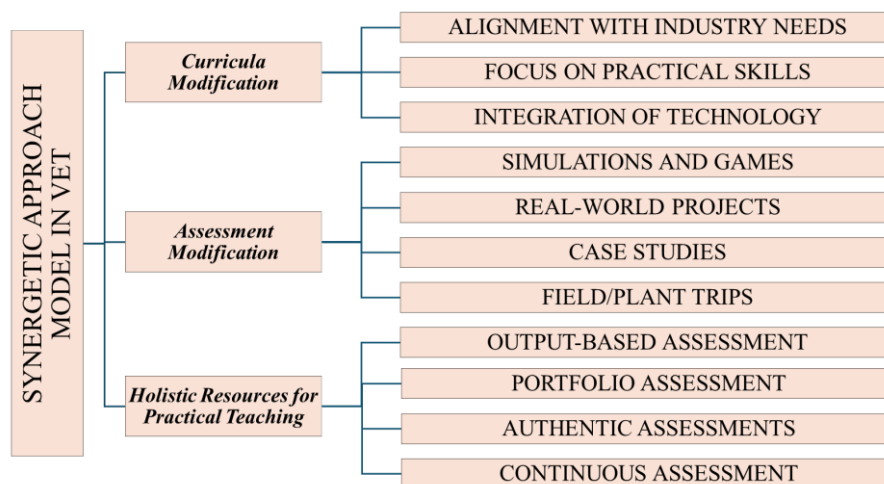 SYNERGETIC APPROACH
MODEL IN VET
Curricula
Modification
ALIGNMENT WITH INDUSTRY NEEDS
FOCUS ON PRACTICAL SKILLS
INTEGRATION OF TECHNOLOGY
Assessment
Modification
SIMULATIONS AND GAMES
REAL-WORLD PROJECTS
CASE STUDIES
FIELD/PLANT TRIPS
Holistic Resources for
Practical Teaching
OUTPUT-BASED ASSESSMENT
PORTFOLIO ASSESSMENT
AUTHENTIC ASSESSMENTS
CONTINUOUS ASSESSMENT